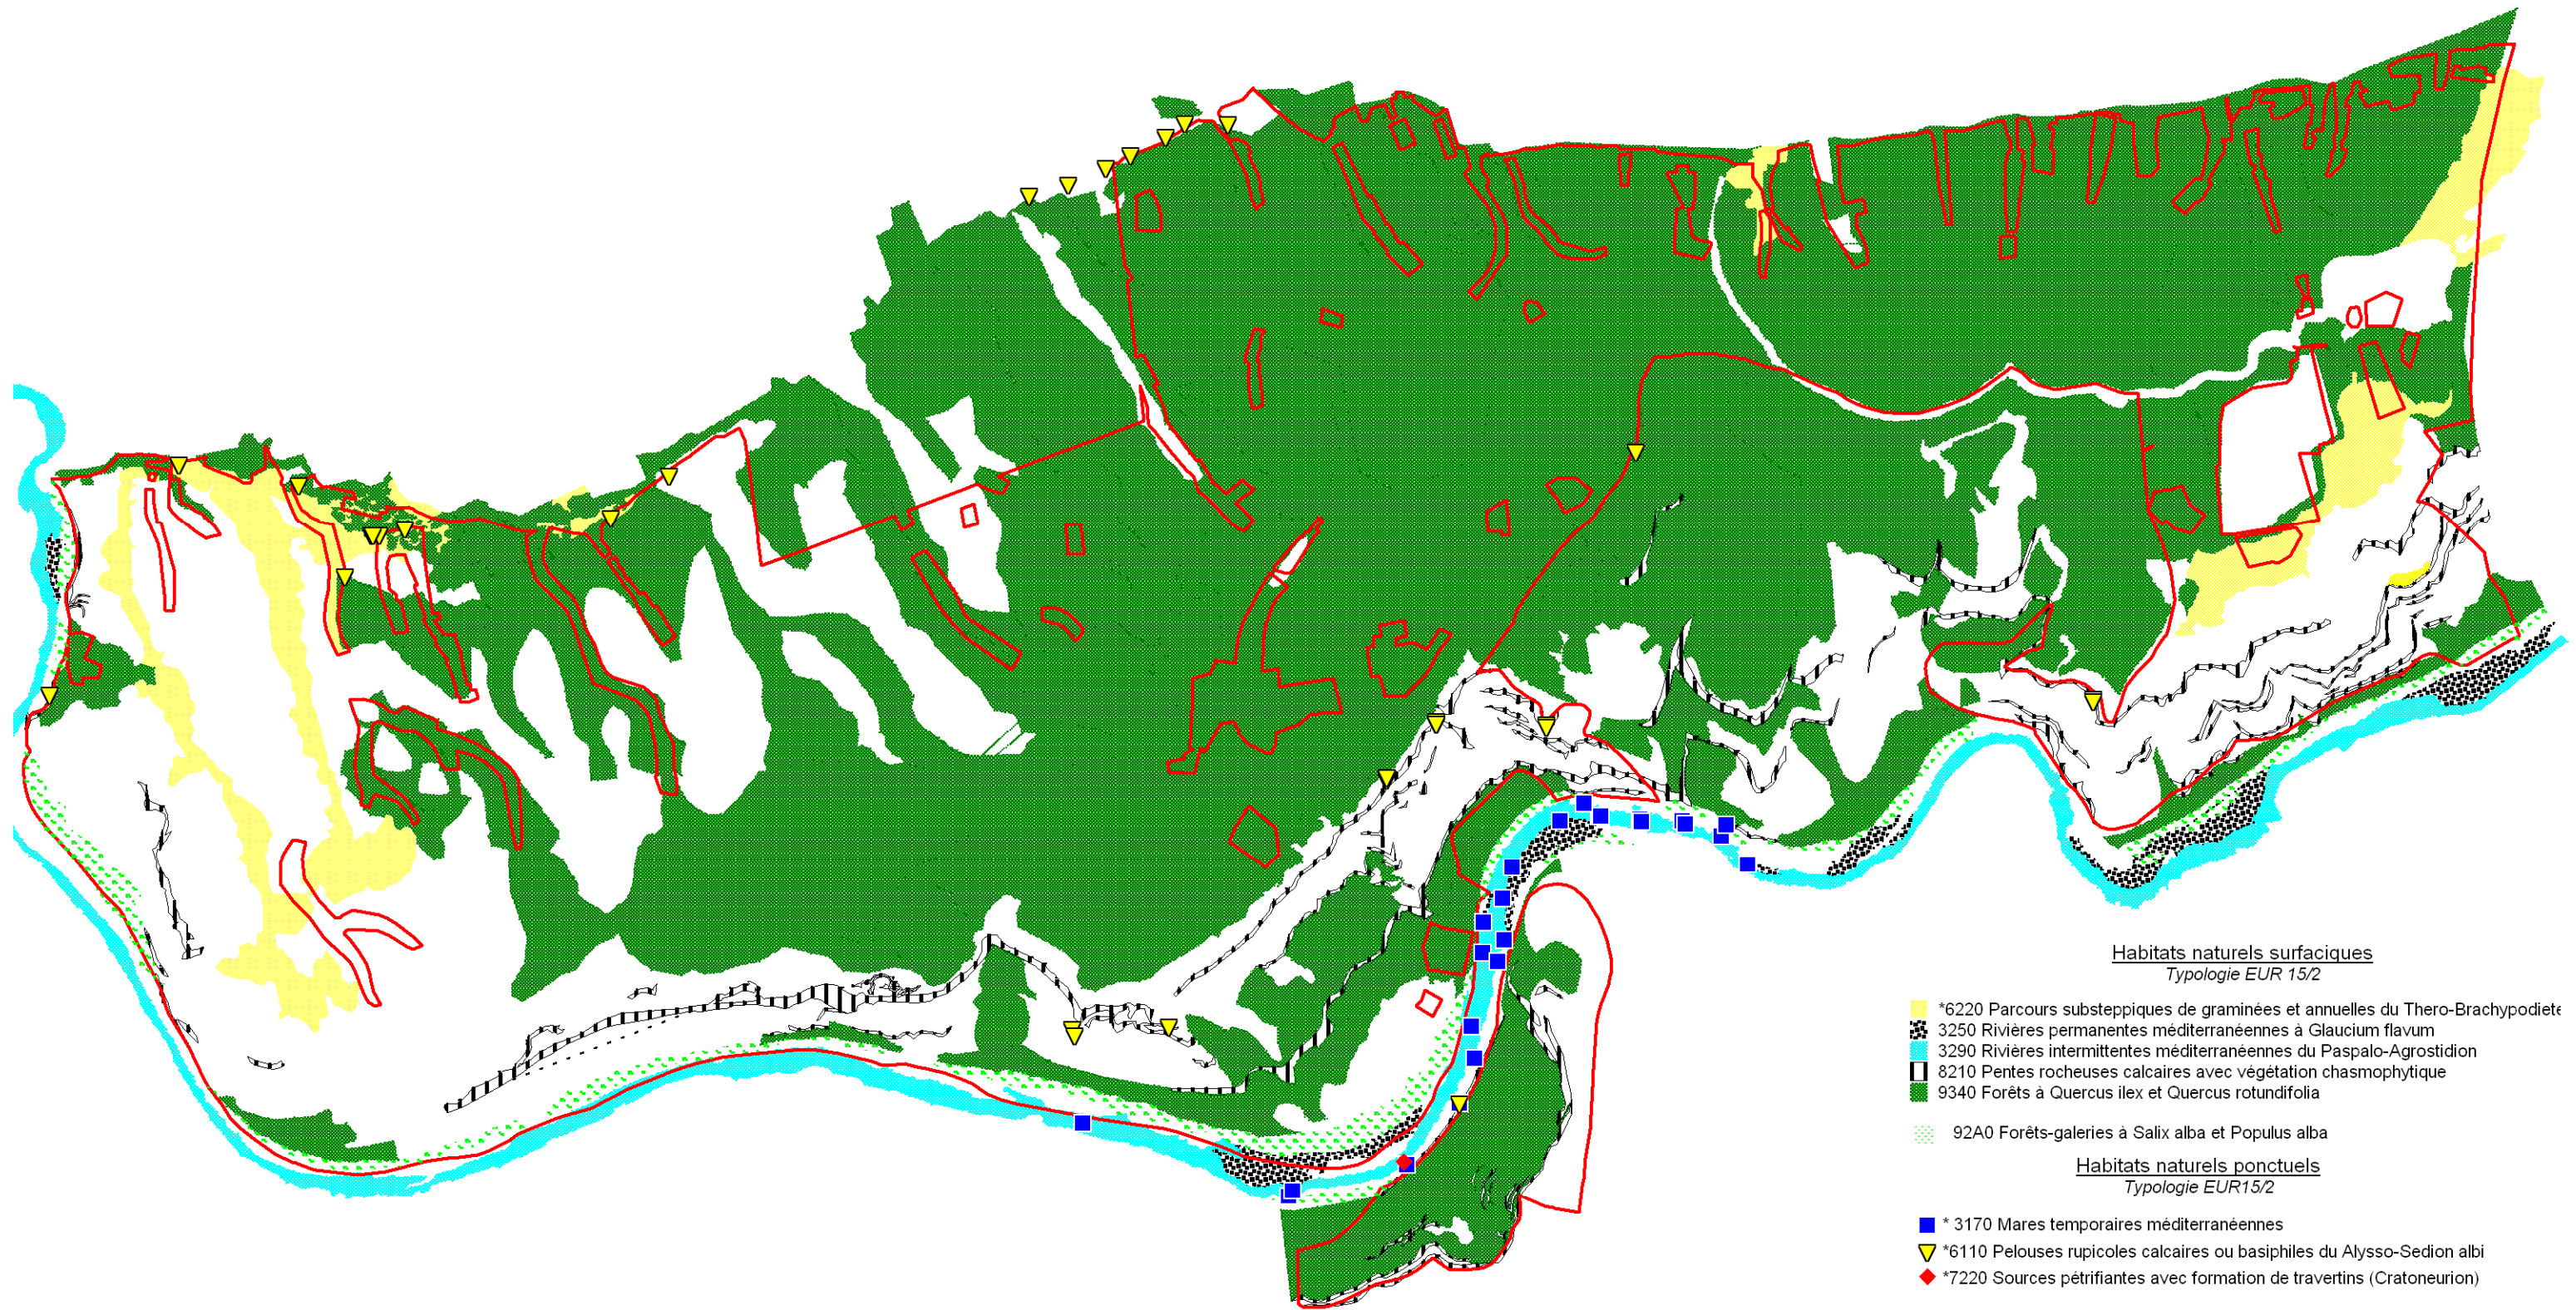 Habitats naturels surfaciques
Typologie EUR 15/2
*6220 Parcours substeppiques de graminées et annuelles du Thero-Brachypodiete
3250 Rivières permanentes méditerranéennes à Glaucium flavum
3290 Rivières intermittentes méditerranéennes du Paspalo-Agrostidion
8210 Pentes rocheuses calcaires avec végétation chasmophytique
9340 Forêts à Quercus ilex et Quercus rotundifolia
92A0 Forêts-galeries à Salix alba et Populus alba
Habitats naturels ponctuels
Typologie EUR15/2
* 3170 Mares temporaires méditerranéennes
*6110 Pelouses rupicoles calcaires ou basiphiles du Alysso-Sedion albi
*7220 Sources pétrifiantes avec formation de travertins (Cratoneurion)